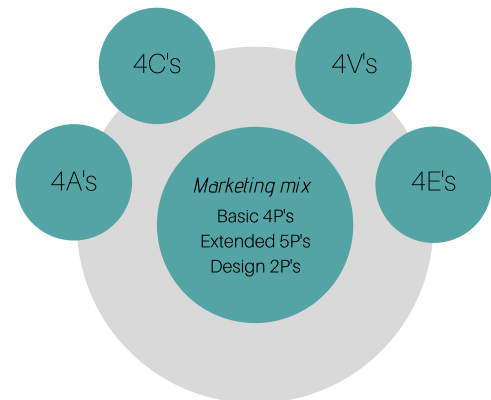 4C's
4V's
4A's
4E's
Marketing mix
Basic 4P's
Extended 5P's
Design 2P's